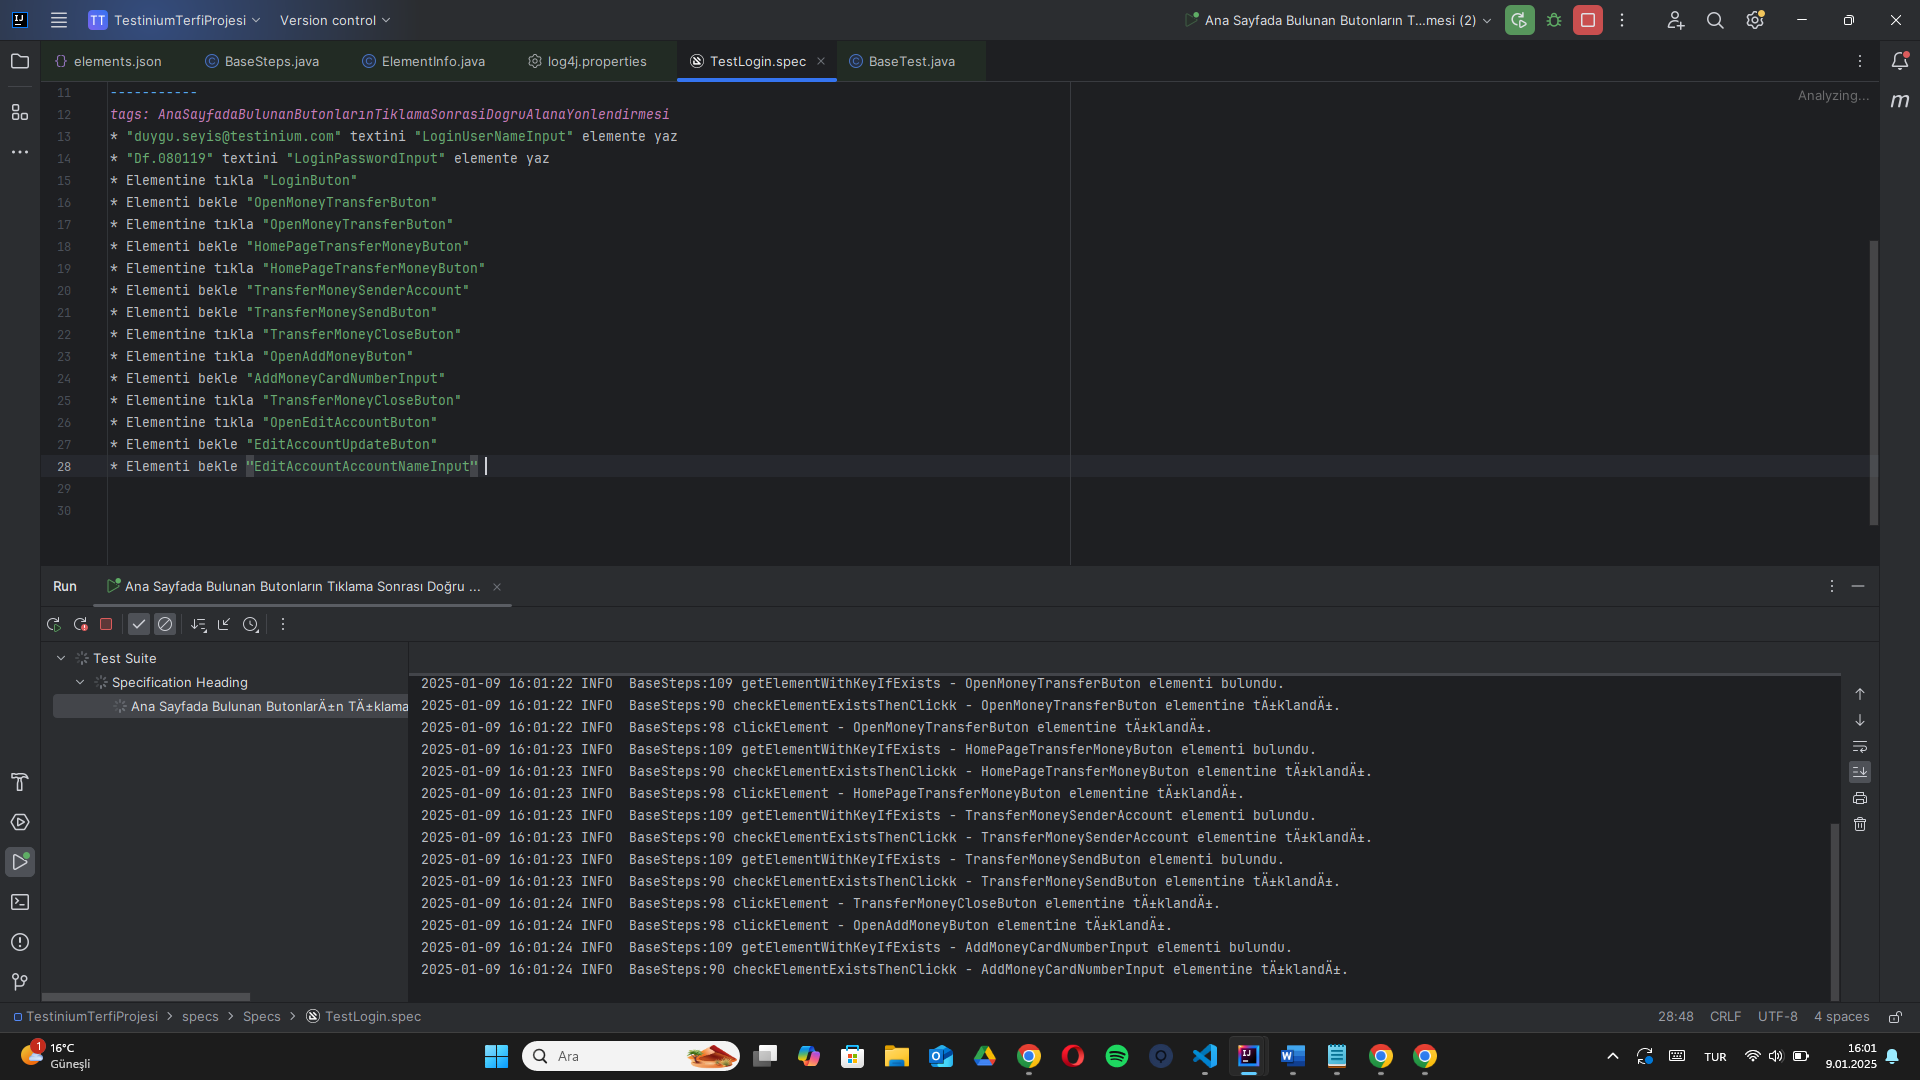 TT TestiniumTerfiProjesi Version control Ana Sayfada Bulunan Butonların T...mesi (2)
elements.json BaseSteps.java ElementInfo.java log4j.properties TestLogin.spec BaseTest.java
Analyzing...
11 -----------
12 tags: AnaSayfadaBulunanButonlarınTiklamaSonrasiDogruAlanaYonlendirmesi
13 * "duygu.seyis@testinium.com" textini "LoginUserNameInput" elemente yaz
14 * "Df.080119" textini "LoginPasswordInput" elemente yaz
15 * Elementine tıkla "LoginButon"
16 * Elementi bekle "OpenMoneyTransferButon"
17 * Elementine tıkla "OpenMoneyTransferButon"
18 * Elementi bekle "HomePageTransferMoneyButon"
19 * Elementine tıkla "HomePageTransferMoneyButon"
20 * Elementi bekle "TransferMoneySenderAccount"
21 * Elementi bekle "TransferMoneySendButon"
22 * Elementine tıkla "TransferMoneyCloseButon"
23 * Elementine tıkla "OpenAddMoneyButon"
24 * Elementi bekle "AddMoneyCardNumberInput"
25 * Elementine tıkla "TransferMoneyCloseButon"
26 * Elementine tıkla "OpenEditAccountButon"
27 * Elementi bekle "EditAccountUpdateButon"
28 * Elementi bekle "EditAccountAccountNameInput"
29
30
Run Ana Sayfada Bulunan Butonların Tıklama Sonrası Doğru ...
Test Suite
Specification Heading
Ana Sayfada Bulunan ButonlarÄ±n TÄ±klama
2025-01-09 16:01:22 INFO BaseSteps:109 getElementWithKeyIfExists - OpenMoneyTransferButon elementi bulundu.
2025-01-09 16:01:22 INFO BaseSteps:90 checkElementExistsThenClickk - OpenMoneyTransferButon elementine tÄ±klandÄ±.
2025-01-09 16:01:22 INFO BaseSteps:98 clickElement - OpenMoneyTransferButon elementine tÄ±klandÄ±.
2025-01-09 16:01:23 INFO BaseSteps:109 getElementWithKeyIfExists - HomePageTransferMoneyButon elementi bulundu.
2025-01-09 16:01:23 INFO BaseSteps:90 checkElementExistsThenClickk - HomePageTransferMoneyButon elementine tÄ±klandÄ±.
2025-01-09 16:01:23 INFO BaseSteps:98 clickElement - HomePageTransferMoneyButon elementine tÄ±klandÄ±.
2025-01-09 16:01:23 INFO BaseSteps:109 getElementWithKeyIfExists - TransferMoneySenderAccount elementi bulundu.
2025-01-09 16:01:23 INFO BaseSteps:90 checkElementExistsThenClickk - TransferMoneySenderAccount elementine tÄ±klandÄ±.
2025-01-09 16:01:23 INFO BaseSteps:109 getElementWithKeyIfExists - TransferMoneySendButon elementi bulundu.
2025-01-09 16:01:23 INFO BaseSteps:90 checkElementExistsThenClickk - TransferMoneySendButon elementine tÄ±klandÄ±.
2025-01-09 16:01:24 INFO BaseSteps:98 clickElement - TransferMoneyCloseButon elementine tÄ±klandÄ±.
2025-01-09 16:01:24 INFO BaseSteps:98 clickElement - OpenAddMoneyButon elementine tÄ±klandÄ±.
2025-01-09 16:01:24 INFO BaseSteps:109 getElementWithKeyIfExists - AddMoneyCardNumberInput elementi bulundu.
2025-01-09 16:01:24 INFO BaseSteps:90 checkElementExistsThenClickk - AddMoneyCardNumberInput elementine tÄ±klandÄ±.
TestiniumTerfiProjesi > specs > Specs > TestLogin.spec 28:48 CRLF UTF-8 4 spaces
1 16°C
Güneşli
Ara
TUR
16:01
9.01.2025